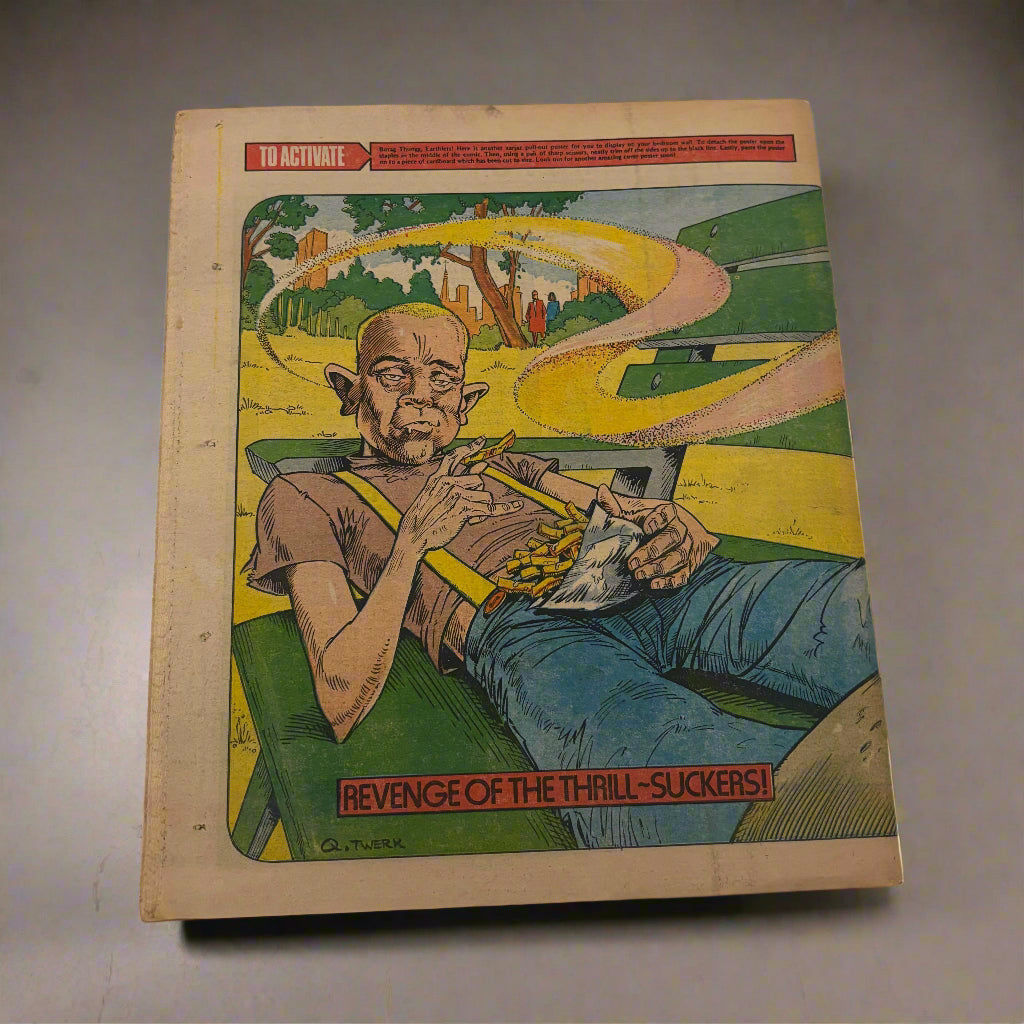 TO ACTIVATE
Borag Thungg, Earthlets! Here is another zarjaz pull-out poster for you to display on your bedroom wall. To detach the poster open the
staples in the middle of the comic. Then, using a pair of sharp scissors, neatly trim off the sides up to the black line. Lastly, paste the poster
on to a piece of cardboard which has been cut to size. Look out for another amazing cover poster soon!
REVENGE OF THE THRILL-SUCKERS!
Q. TWERK